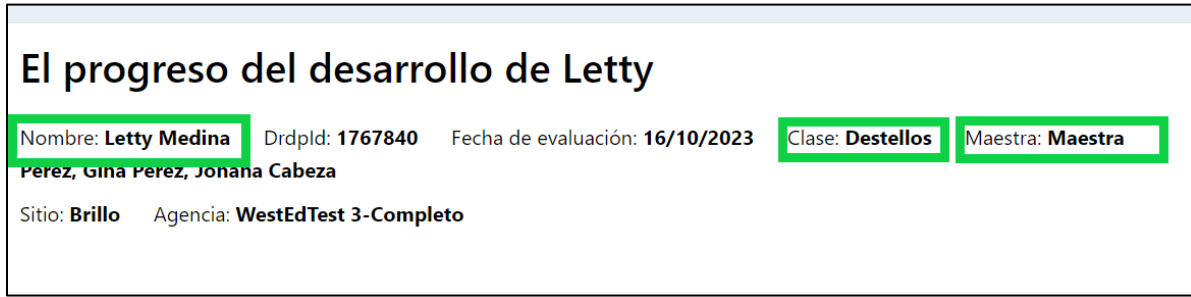 El progreso del desarrollo de Letty
Nombre: Letty Medina DrdpId: 1767840 Fecha de evaluación: 16/10/2023 Clase: Destellos Maestra: Maestra
Perez, Gina Perez, Johana Cabeza
Sitio: Brillo Agencia: WestEdTest 3-Completo